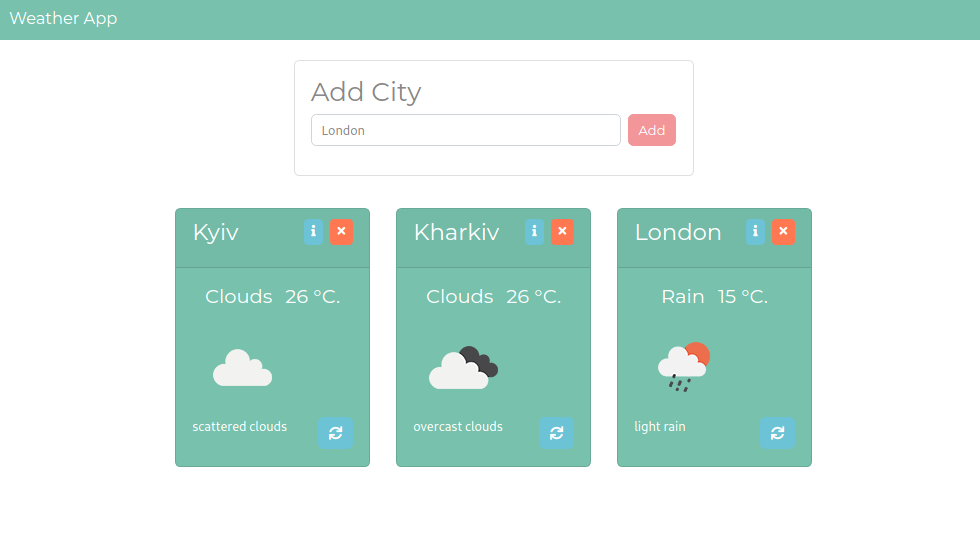 Weather App
Add City
London
Add
Kyiv
Clouds 26 °C.
scattered clouds
Kharkiv
Clouds 26 °C.
overcast clouds
London
Rain 15 °C.
light rain